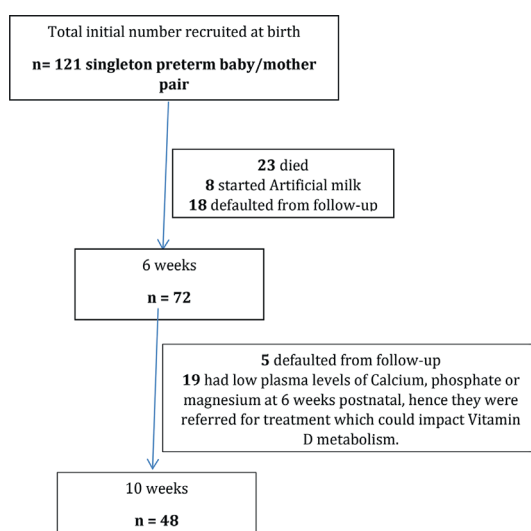 Total initial number recruited at birth
n= 121 singleton preterm baby/mother
pair
23 died
8 started Artificial milk
18 defaulted from follow-up
6 weeks
n = 72
5 defaulted from follow-up
19 had low plasma levels of Calcium, phosphate or
magnesium at 6 weeks postnatal, hence they were
referred for treatment which could impact Vitamin
D metabolism.
10 weeks
n = 48